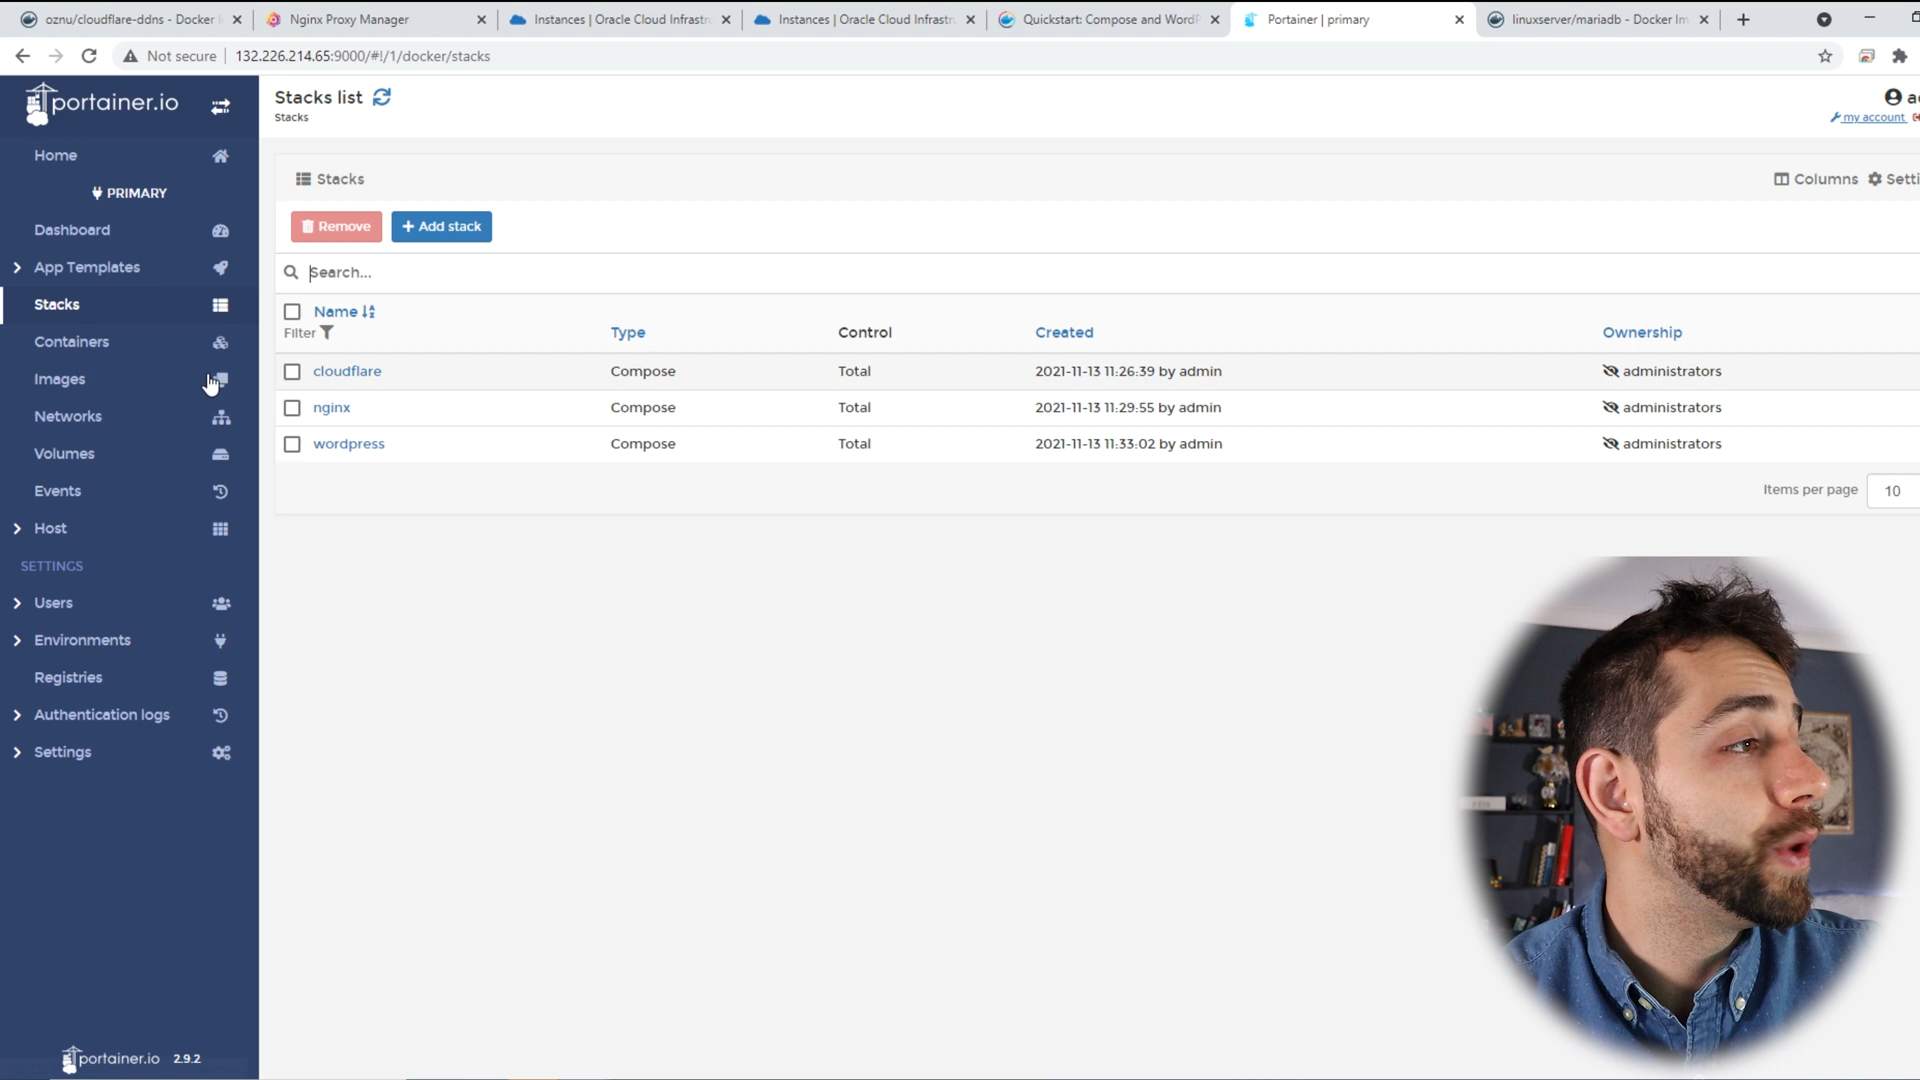 oznu/cloudflare-ddns - Docker
Nginx Proxy Manager
Instances | Oracle Cloud Infrastr
Instances | Oracle Cloud Infrastr
Quickstart: Compose and WordP
Portainer | primary
linuxserver/mariadb - Docker Im
Not secure
132.226.214.65:9000/#!/1/docker/stacks
portainer.io
Stacks list
Stacks
my account
Home
PRIMARY
Dashboard
App Templates
Stacks
Containers
Images
Networks
Volumes
Events
Host
SETTINGS
Users
Environments
Registries
Authentication logs
Settings
portainer.io 2.9.2
Stacks
Columns
Setti
Remove
+ Add stack
Search...
Name
Filter
Type
Control
Created
Ownership
cloudflare Compose Total 2021-11-13 11:26:39 by admin administrators
nginx Compose Total 2021-11-13 11:29:55 by admin administrators
wordpress Compose Total 2021-11-13 11:33:02 by admin administrators
Items per page 10